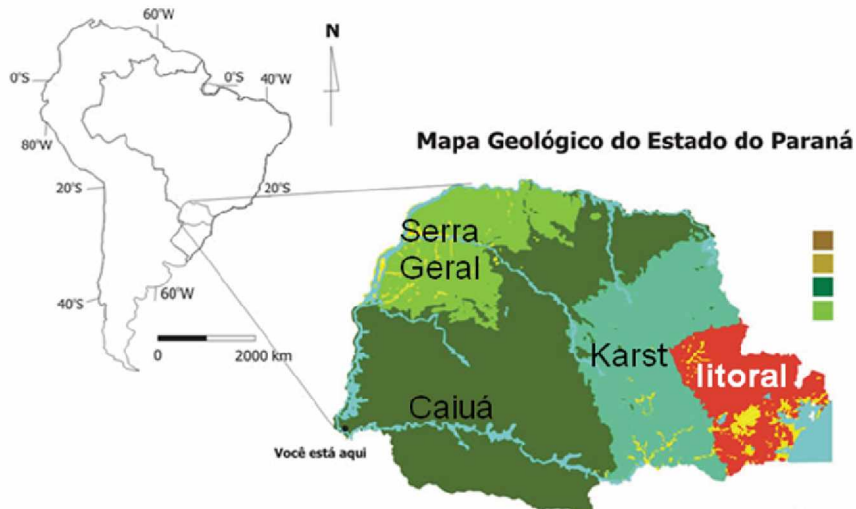 60°W
N
0°S
0°S
40°W
80°W
Mapa Geológico do Estado do Paraná
20°S
20°S
Serra
Geral
60°W
40°S
0
2000 km
Karst
litoral
Caiuá
Você está aqui